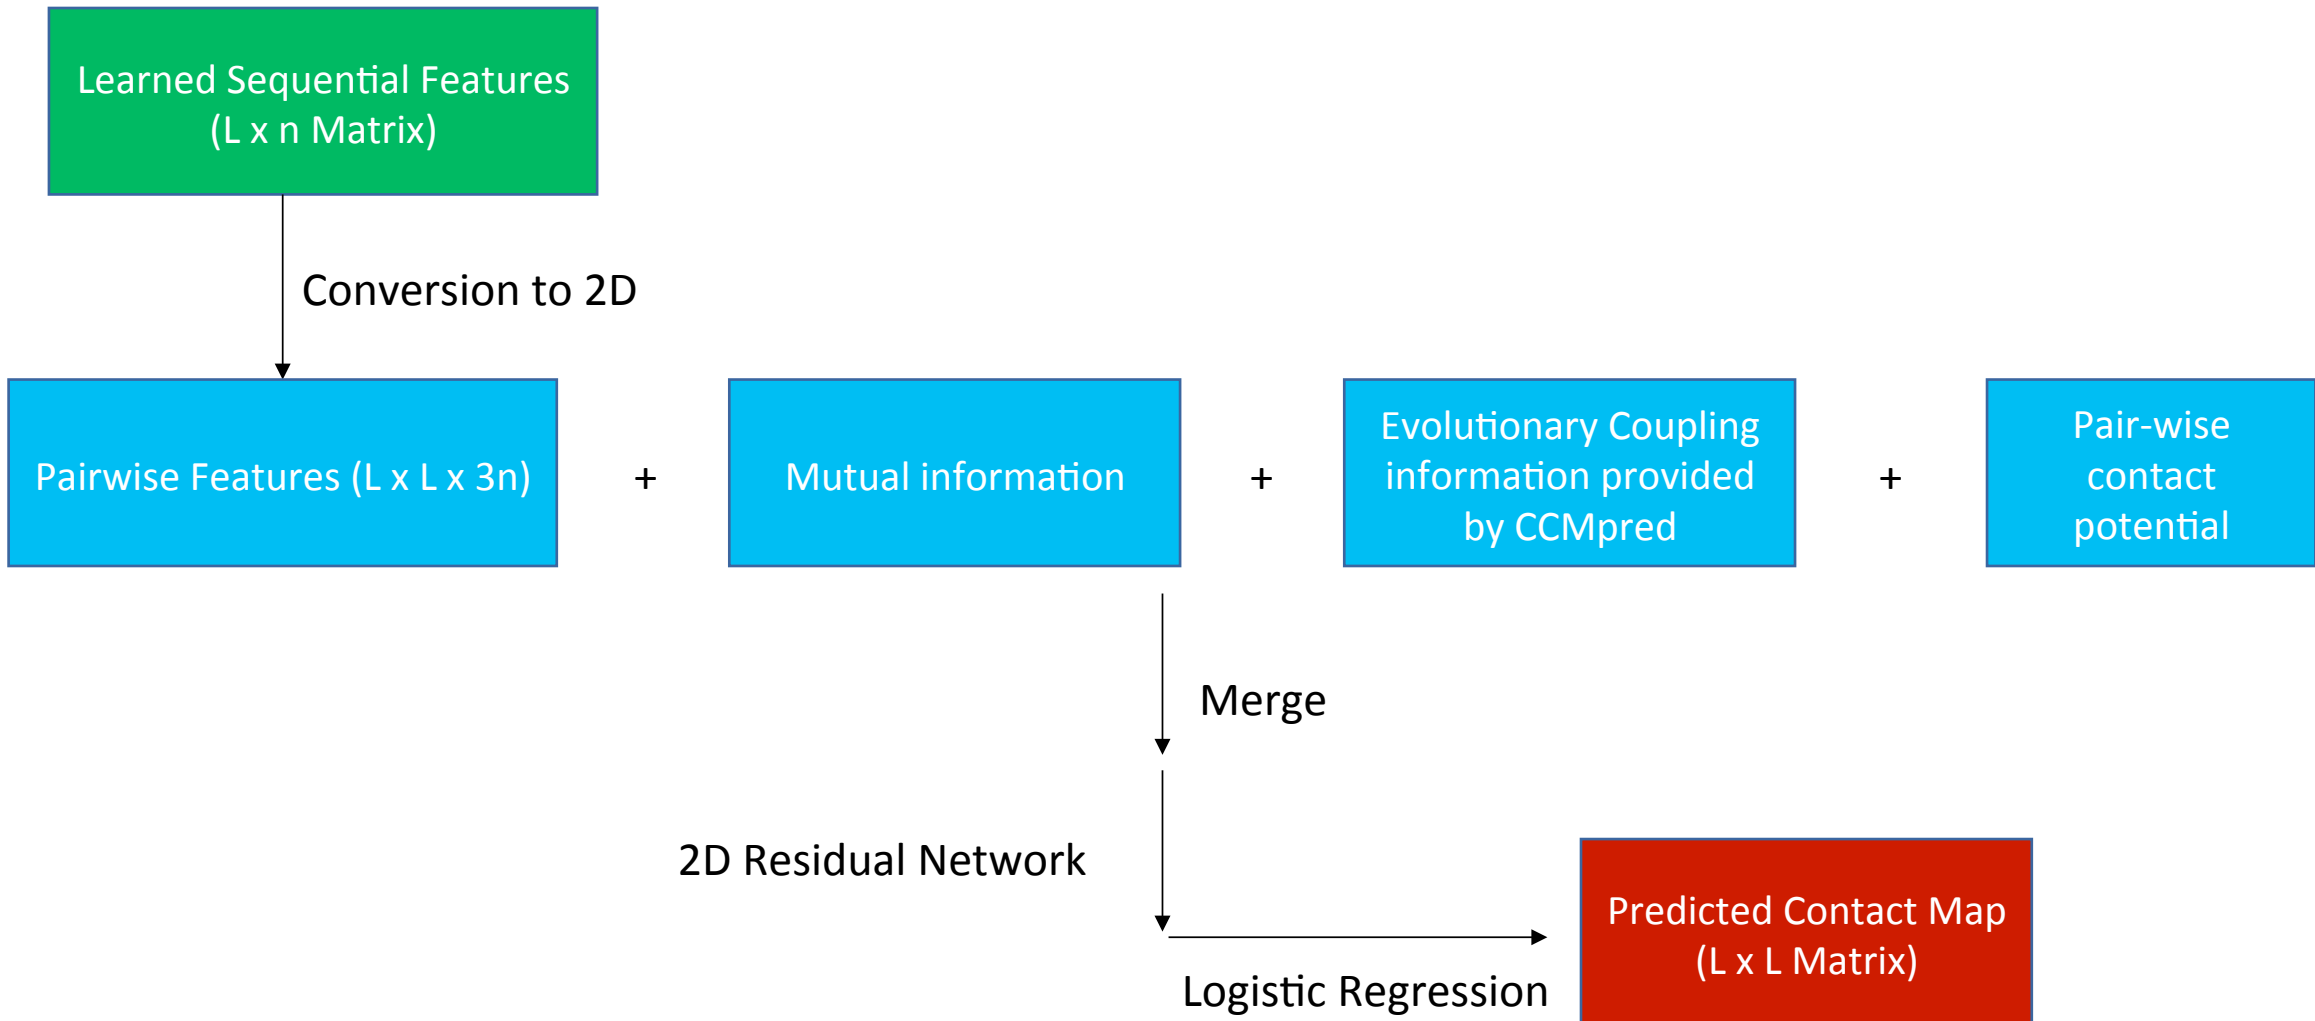 Learned Sequential Features
(L x n Matrix)
Conversion to 2D
Pairwise Features (L x L x 3n)
+
Mutual information
+
Evolutionary Coupling
information provided
by CCMpred
+
Pair-wise
contact
potential
Merge
2D Residual Network
Logistic Regression
Predicted Contact Map
(L x L Matrix)